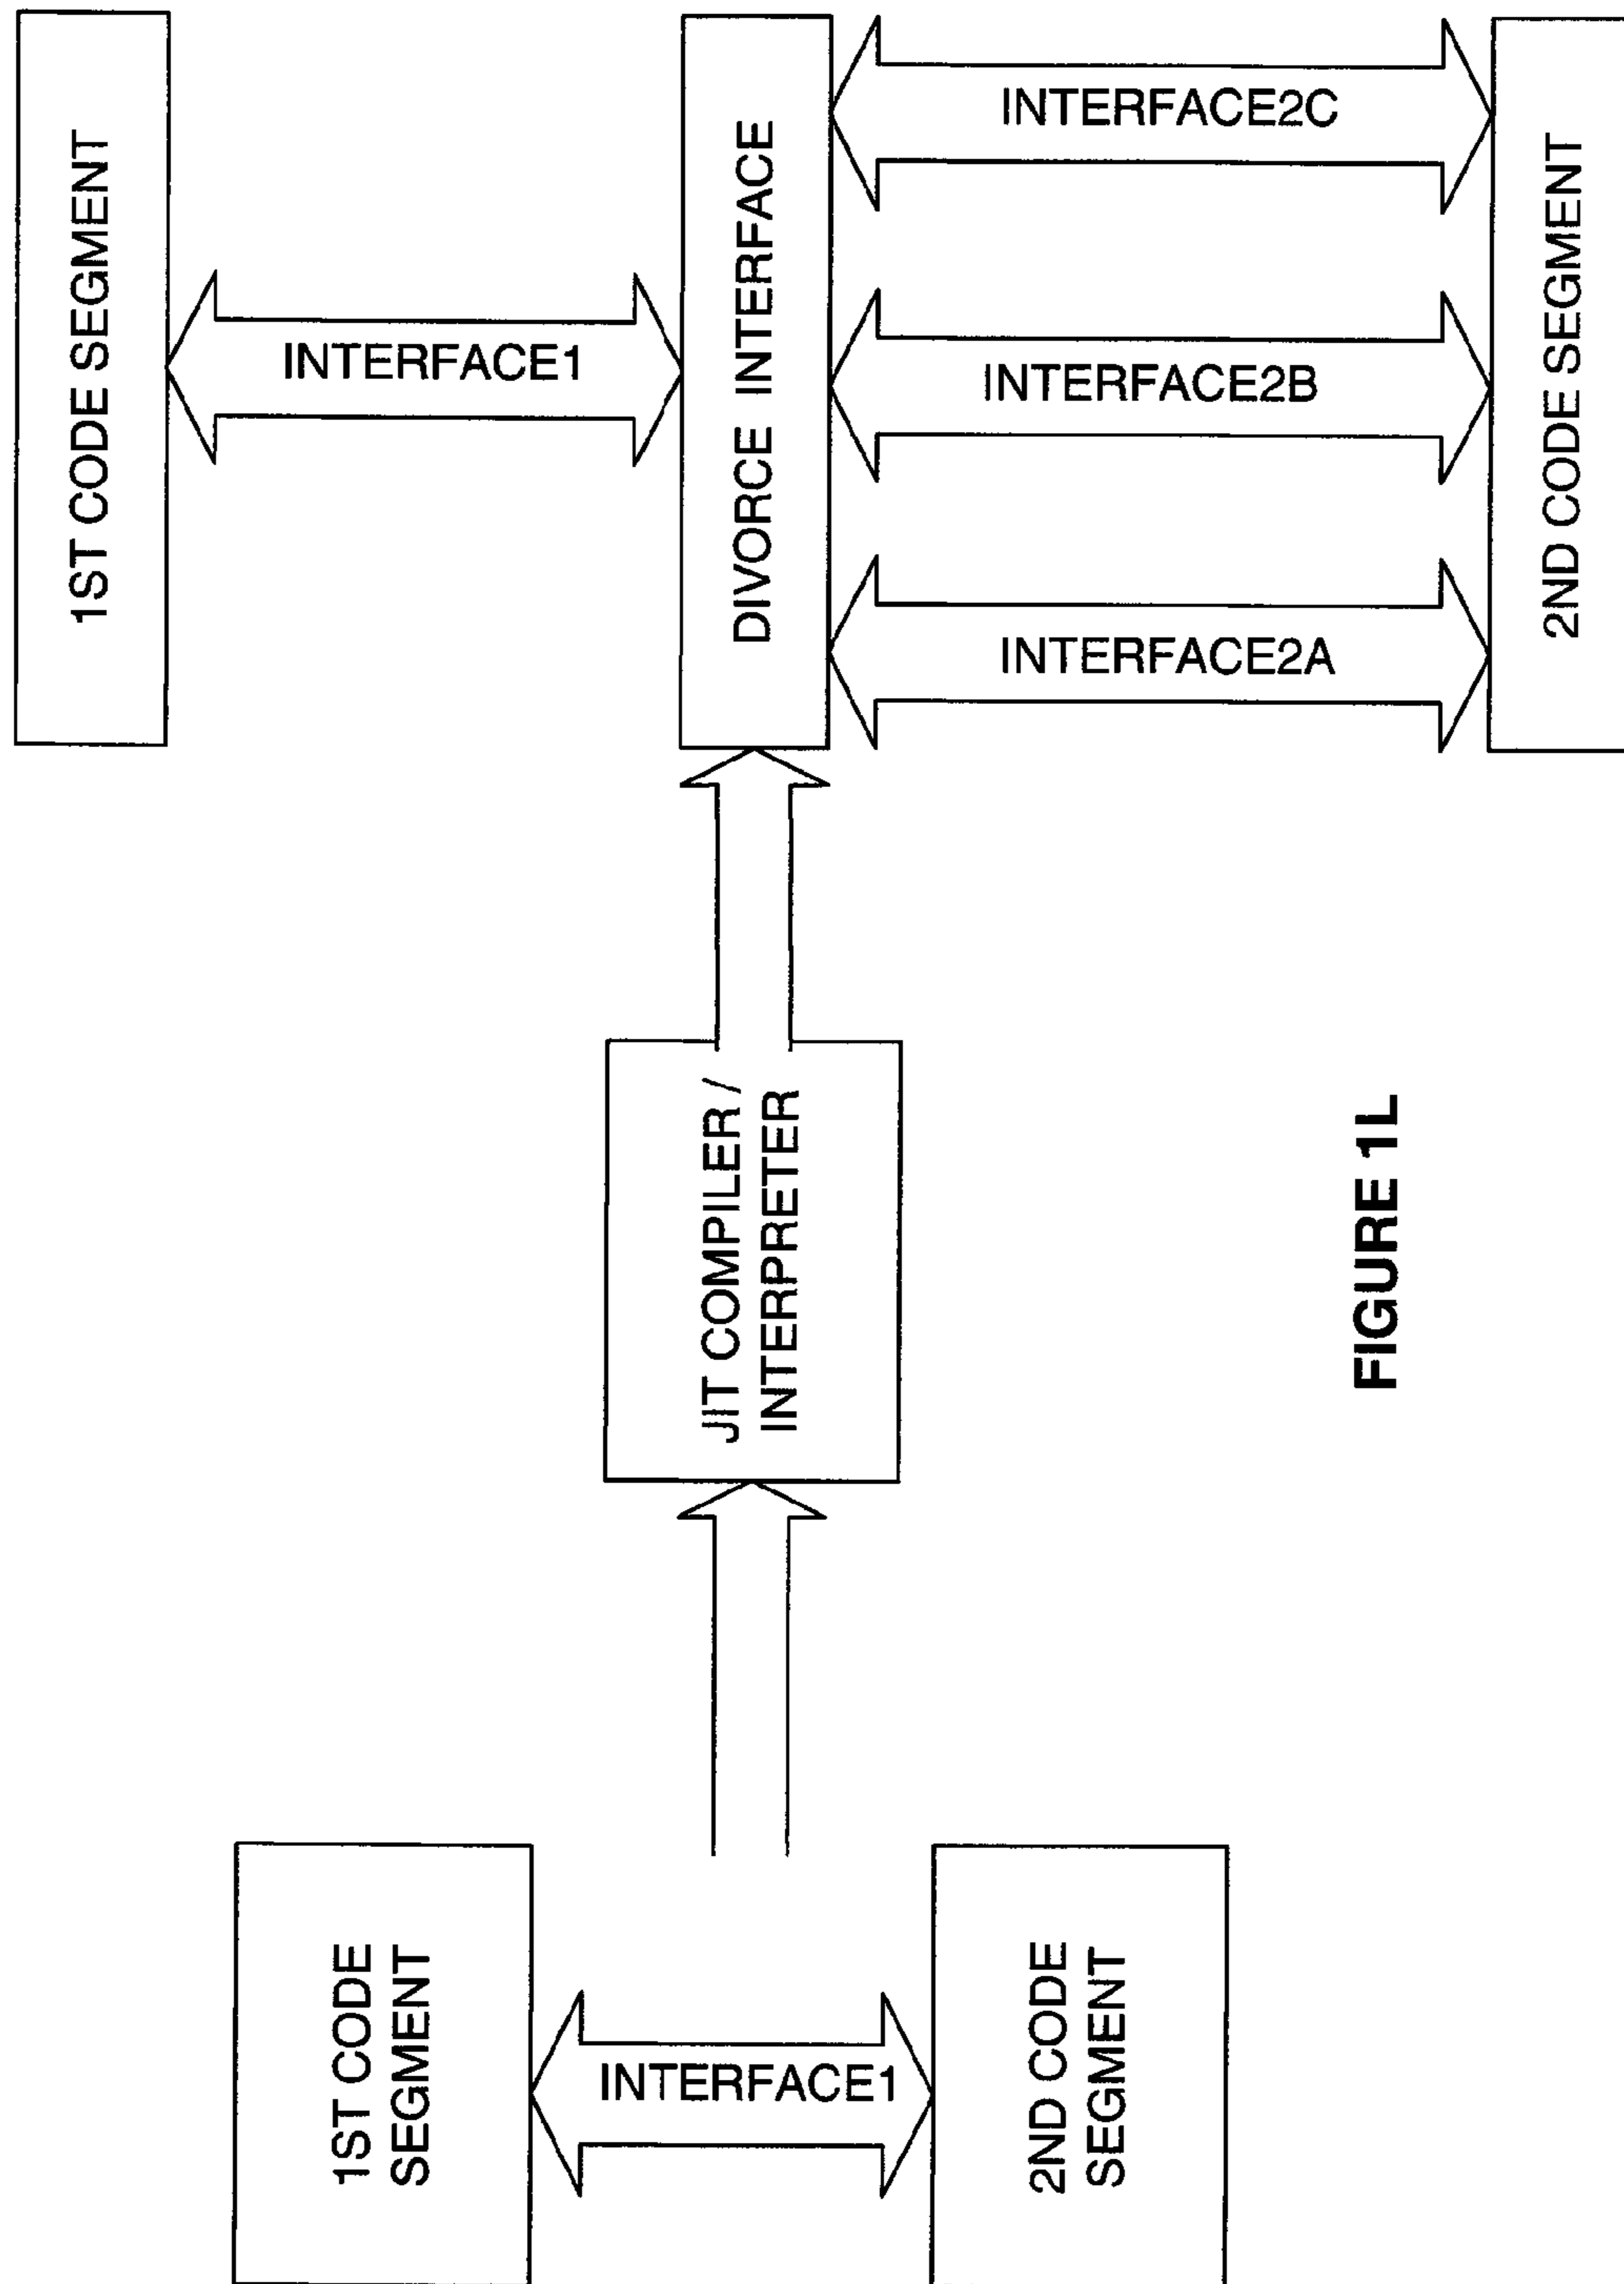 1ST CODE
SEGMENT
INTERFACE1
2ND CODE
SEGMENT
JIT COMPILER /
INTERPRETER
1ST CODE SEGMENT
INTERFACE1
DIVORCE INTERFACE
INTERFACE2A
INTERFACE2B
INTERFACE2C
2ND CODE SEGMENT
FIGURE 1L